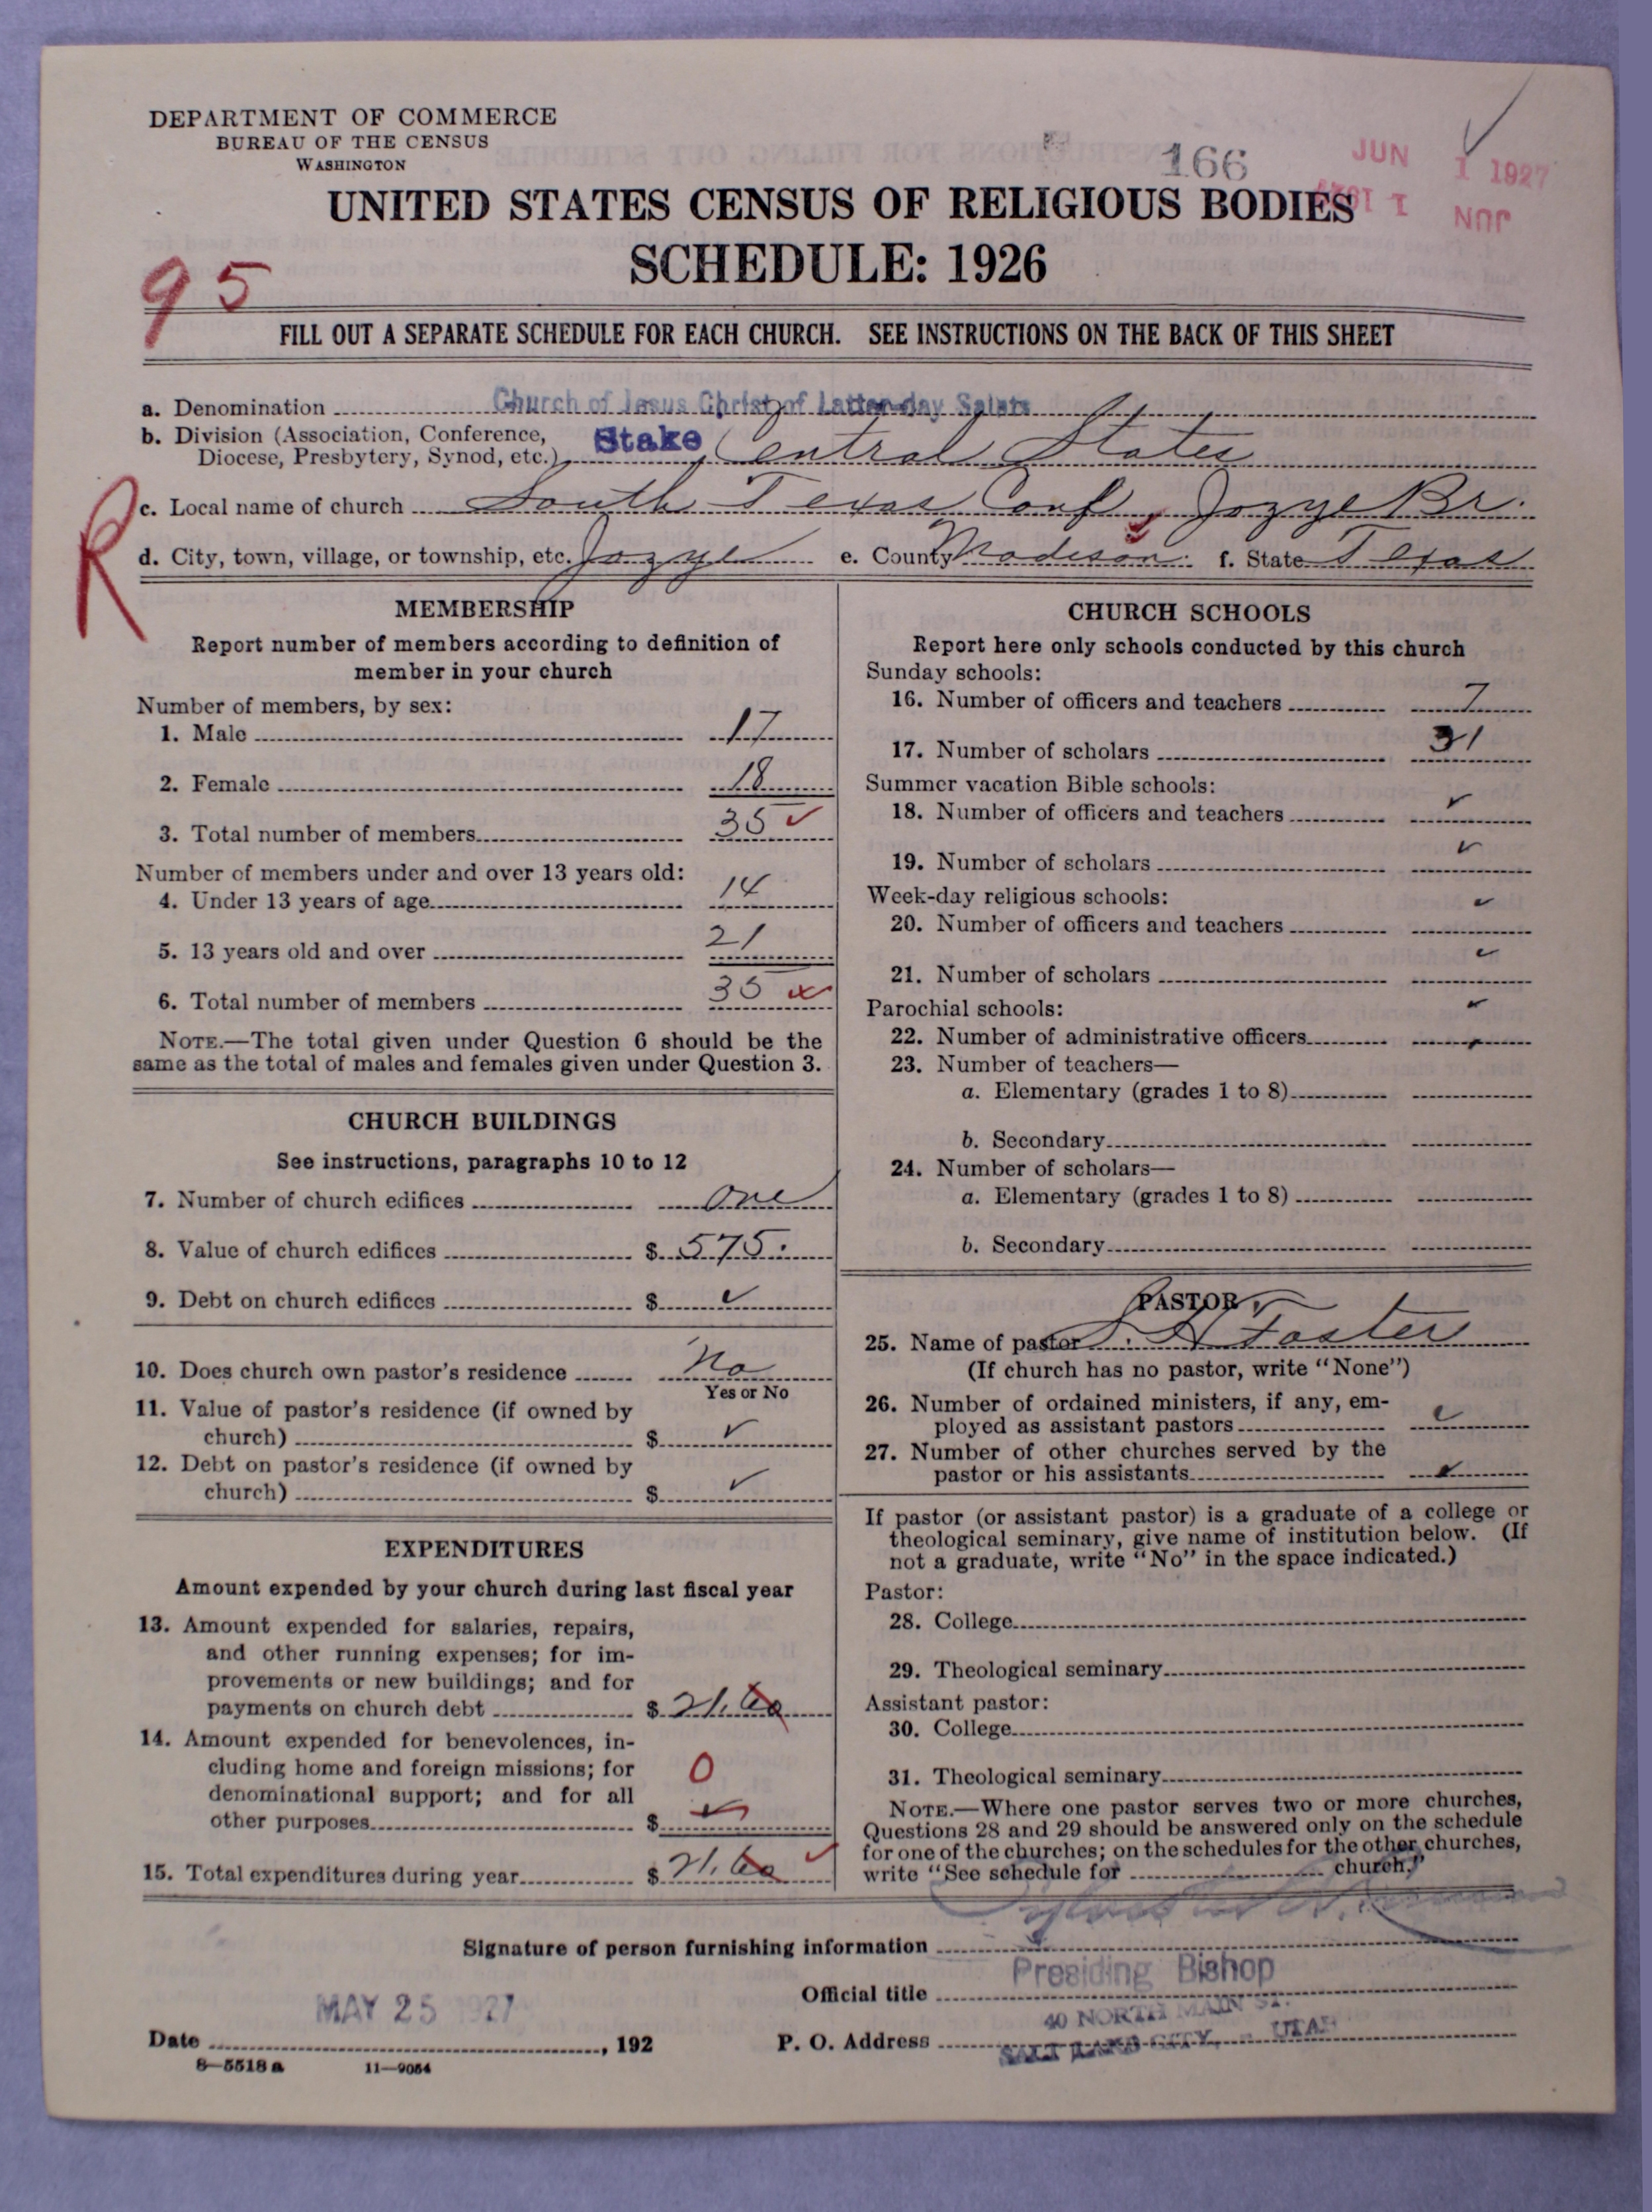 DEPARTMENT OF COMMERCE
BUREAU OF THE CENSUS
WASHINGTON
166
JUN 1 1927
UNITED STATES CENSUS OF RELIGIOUS BODIES
SCHEDULE: 1926
95
FILL OUT A SEPARATE SCHEDULE FOR EACH CHURCH. SEE INSTRUCTIONS ON THE BACK OF THIS SHEET
a. Denomination Church of Jesus Christ of Latter-day Saints
b. Division (Association, Conference, Diocese, Presbytery, Synod, etc.) Stake Central States
R
c. Local name of church South Texas Conf, Jozye Br.
d. City, town, village, or township, etc. Jozye e. County Madison. f. State Texas
MEMBERSHIP
Report number of members according to definition of
member in your church
Number of members, by sex:
1. Male 17
2. Female 18
3. Total number of members 35
Number of members under and over 13 years old:
4. Under 13 years of age 14
5. 13 years old and over 21
6. Total number of members 35
NOTE.—The total given under Question 6 should be the
same as the total of males and females given under Question 3.
CHURCH BUILDINGS
See instructions, paragraphs 10 to 12
7. Number of church edifices one
8. Value of church edifices $ 575.
9. Debt on church edifices $ ✓
10. Does church own pastor's residence No
Yes or No
11. Value of pastor's residence (if owned by
church) $ ✓
12. Debt on pastor's residence (if owned by
church) $ ✓
EXPENDITURES
Amount expended by your church during last fiscal year
13. Amount expended for salaries, repairs,
and other running expenses; for im-
provements or new buildings; and for
payments on church debt $ 21.60
14. Amount expended for benevolences, in-
cluding home and foreign missions; for
denominational support; and for all
other purposes $ 0
15. Total expenditures during year $ 21.60
CHURCH SCHOOLS
Report here only schools conducted by this church
Sunday schools:
16. Number of officers and teachers 7
17. Number of scholars 31
Summer vacation Bible schools:
18. Number of officers and teachers ✓
19. Number of scholars ✓
Week-day religious schools:
20. Number of officers and teachers ✓
21. Number of scholars ✓
Parochial schools:
22. Number of administrative officers ✓
23. Number of teachers—
a. Elementary (grades 1 to 8)
b. Secondary
24. Number of scholars—
a. Elementary (grades 1 to 8)
b. Secondary
PASTOR
25. Name of pastor S. H. Foster
(If church has no pastor, write "None")
26. Number of ordained ministers, if any, em-
ployed as assistant pastors ✓
27. Number of other churches served by the
pastor or his assistants ✓
If pastor (or assistant pastor) is a graduate of a college or
theological seminary, give name of institution below. (If
not a graduate, write "No" in the space indicated.)
Pastor:
28. College
29. Theological seminary
Assistant pastor:
30. College
31. Theological seminary
NOTE.—Where one pastor serves two or more churches,
Questions 28 and 29 should be answered only on the schedule
for one of the churches; on the schedules for the other churches,
write "See schedule for church."
Signature of person furnishing information
Official title Presiding Bishop
MAY 25 1927
40 NORTH MAIN ST.
Date , 192
P. O. Address SALT LAKE CITY, UTAH
8—5518 a 11—9054